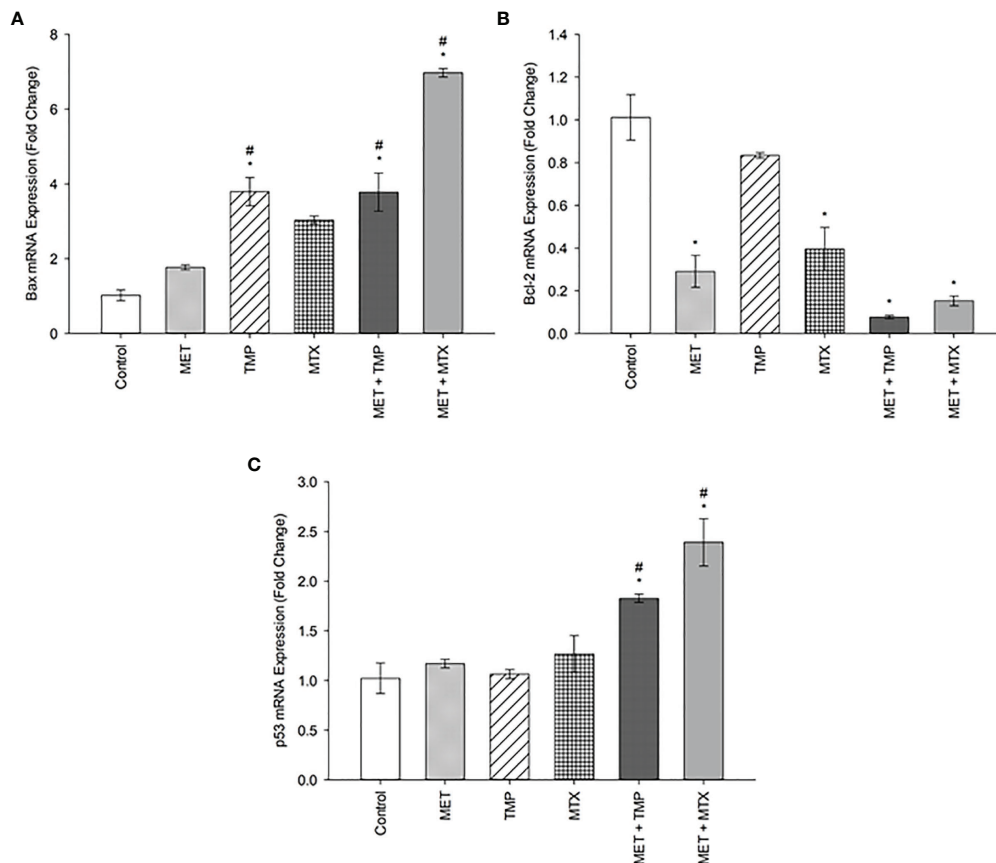 A
Bax mRNA Expression (Fold Change)
8
6
4
2
0
#
*
#
*
#
*
Control
MET
TMP
MTX
MET + TMP
MET + MTX
B
Bcl-2 mRNA Expression (Fold Change)
1.4
1.2
1.0
0.8
0.6
0.4
0.2
0.0
*
*
*
*
Control
MET
TMP
MTX
MET + TMP
MET + MTX
C
p53 mRNA Expression (Fold Change)
3.0
2.5
2.0
1.5
1.0
0.5
0.0
#
*
#
*
Control
MET
TMP
MTX
MET + TMP
MET + MTX